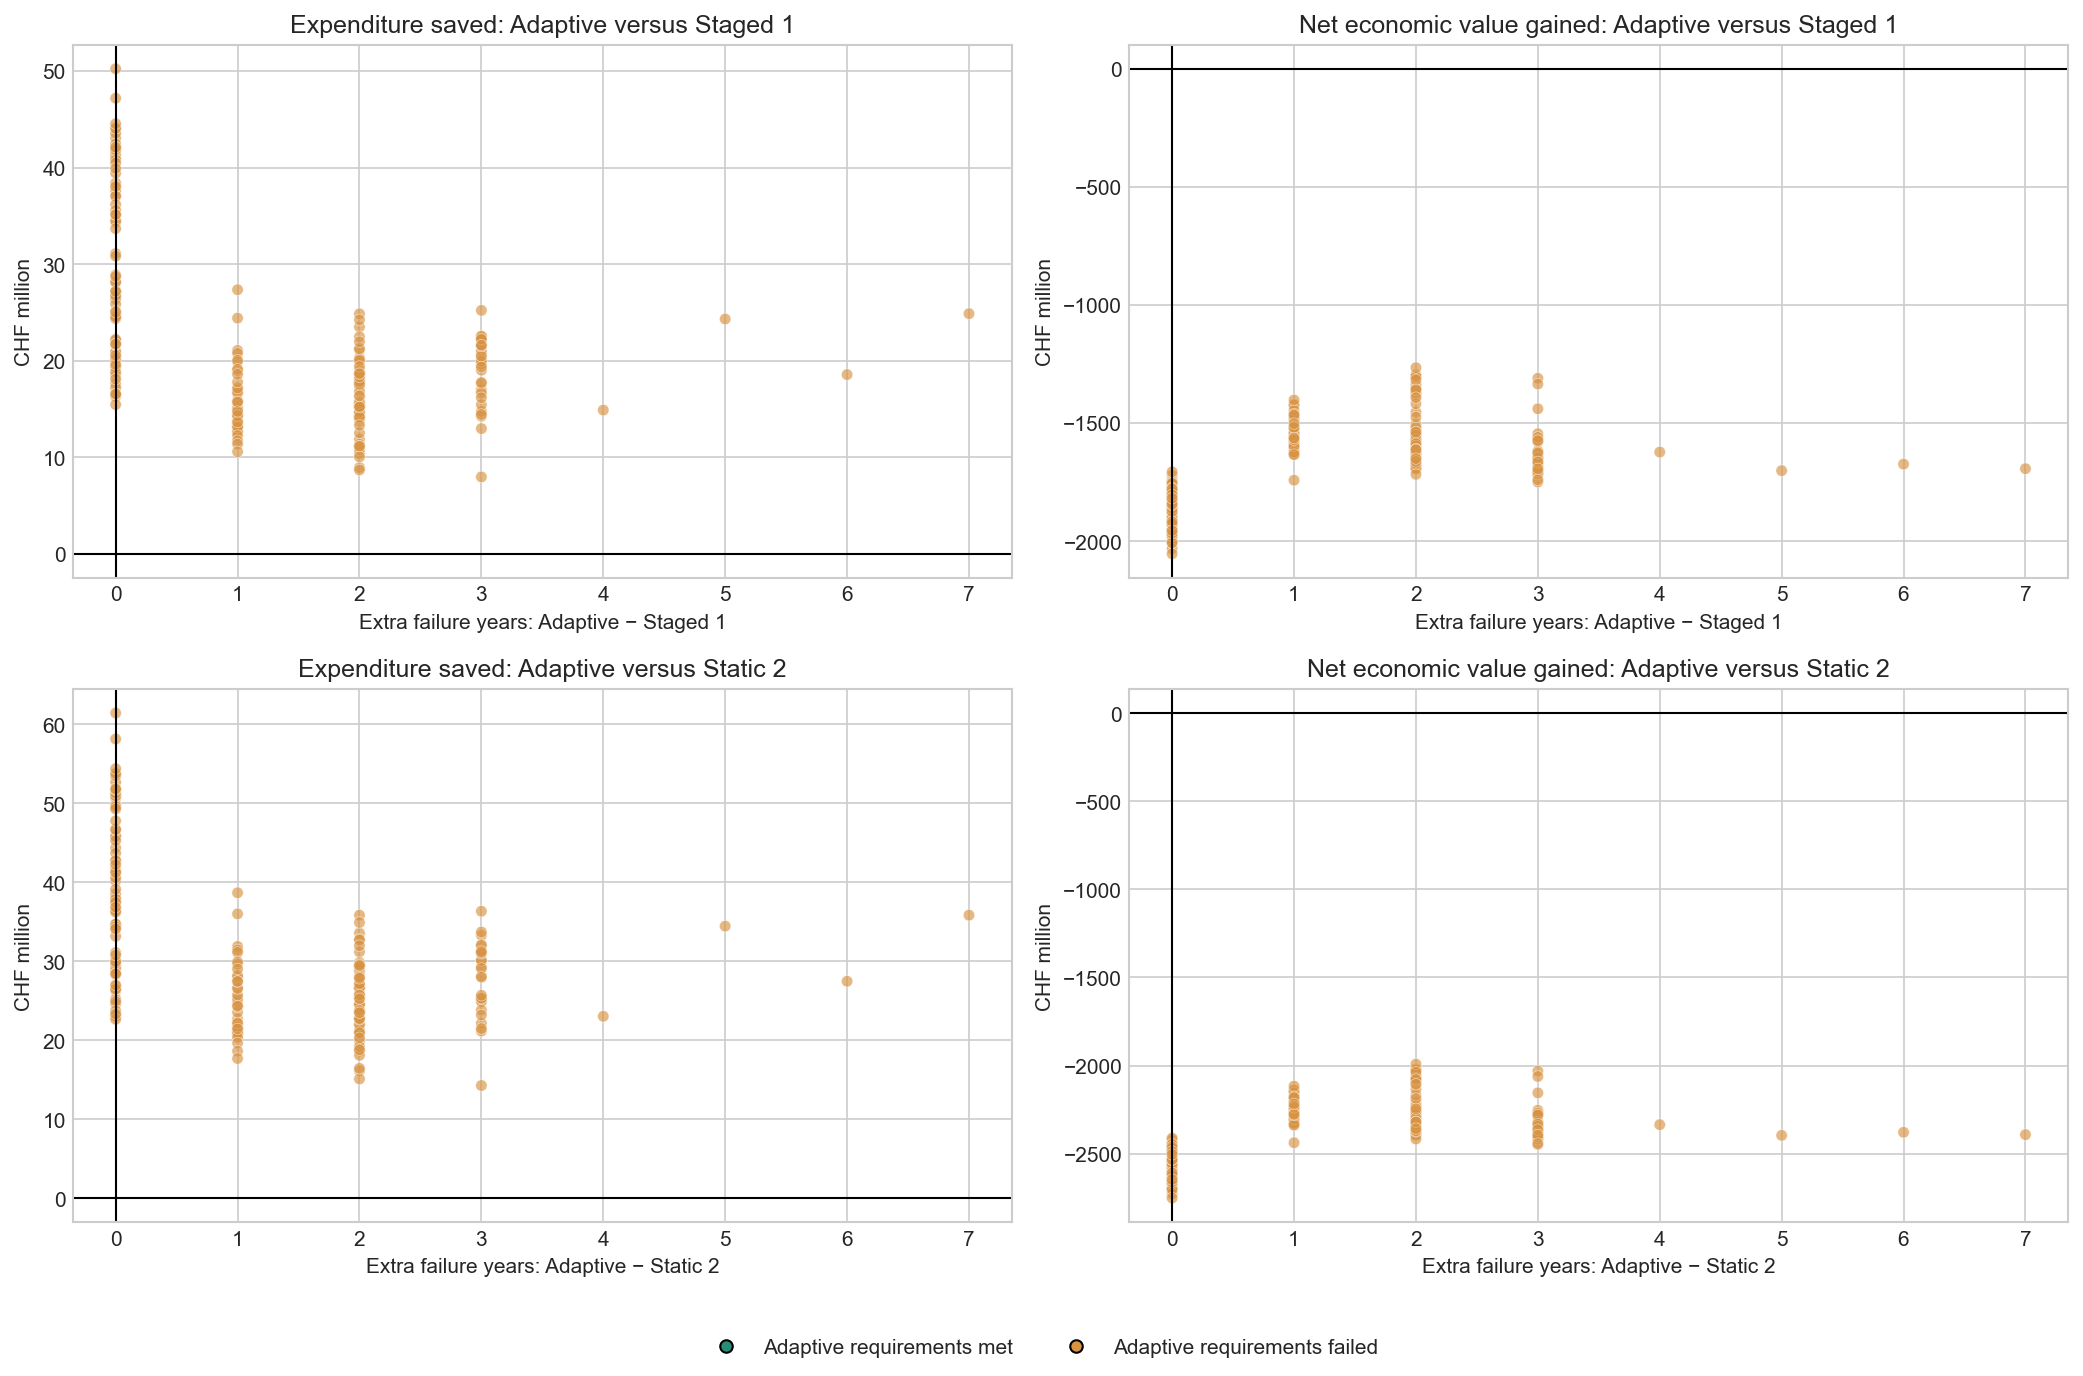 Expenditure saved: Adaptive versus Staged 1
50
40
30
20
10
0
CHF million
0 1 2 3 4 5 6 7
Extra failure years: Adaptive − Staged 1
Net economic value gained: Adaptive versus Staged 1
0
−500
−1000
−1500
−2000
CHF million
0 1 2 3 4 5 6 7
Extra failure years: Adaptive − Staged 1
Expenditure saved: Adaptive versus Static 2
60
50
40
30
20
10
0
CHF million
0 1 2 3 4 5 6 7
Extra failure years: Adaptive − Static 2
Net economic value gained: Adaptive versus Static 2
0
−500
−1000
−1500
−2000
−2500
CHF million
0 1 2 3 4 5 6 7
Extra failure years: Adaptive − Static 2
Adaptive requirements met
Adaptive requirements failed